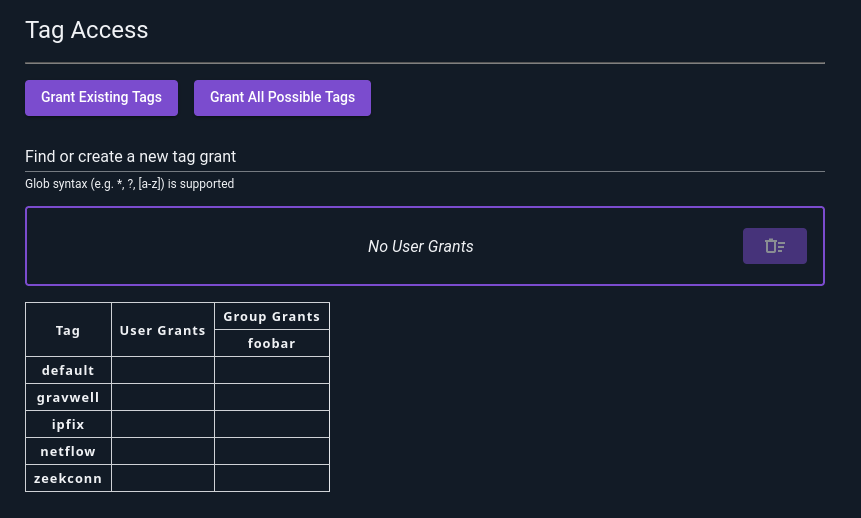 Tag Access
Grant Existing Tags Grant All Possible Tags
Find or create a new tag grant
Glob syntax (e.g. *, ?, [a-z]) is supported
No User Grants
Tag User Grants Group Grants
foobar
default
gravwell
ipfix
netflow
zeekconn